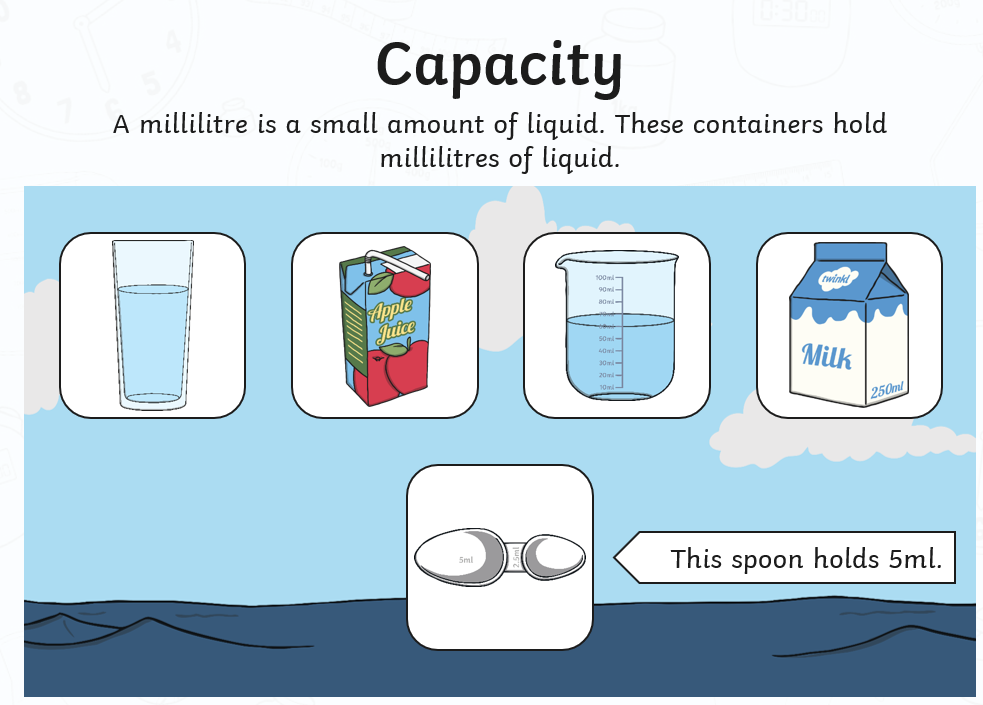 Capacity
A millilitre is a small amount of liquid. These containers hold
millilitres of liquid.
Apple
Juice
100ml
90ml
80ml
70ml
60ml
50ml
40ml
30ml
20ml
10ml
twinkl
Milk
250ml
5ml
2.5ml
This spoon holds 5ml.